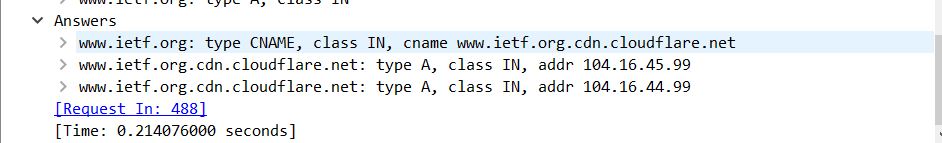 www.ietf.org: type A, class IN
Answers
www.ietf.org: type CNAME, class IN, cname www.ietf.org.cdn.cloudflare.net
www.ietf.org.cdn.cloudflare.net: type A, class IN, addr 104.16.45.99
www.ietf.org.cdn.cloudflare.net: type A, class IN, addr 104.16.44.99
[Request In: 488]
[Time: 0.214076000 seconds]